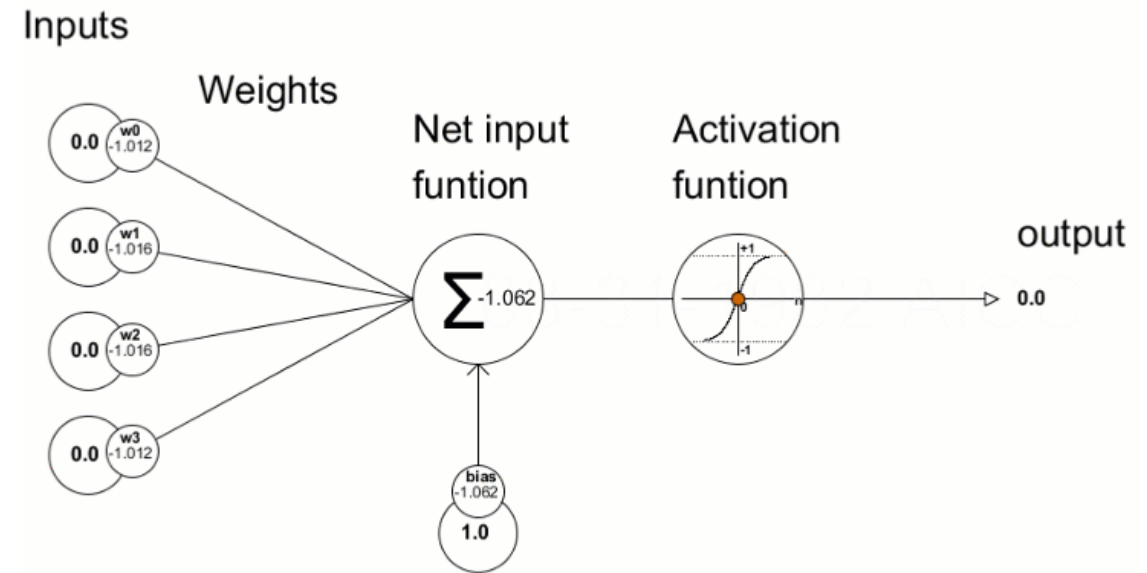 Inputs
Weights
Net input
funtion
Activation
funtion
output
0.0
w0
-1.012
0.0
w1
-1.016
0.0
w2
-1.016
0.0
w3
-1.012
Σ -1.062
+1
0
n
-1
0.0
bias
-1.062
1.0